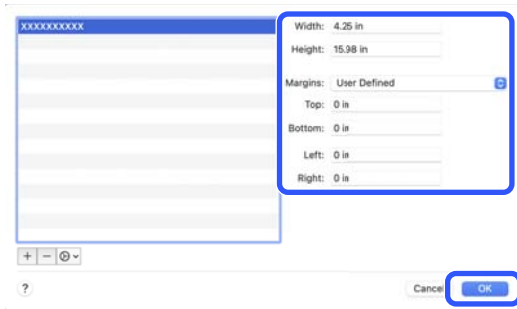 XXXXXXXXXX
Width: 4.25 in
Height: 15.98 in
Margins: User Defined
Top: 0 in
Bottom: 0 in
Left: 0 in
Right: 0 in
+ −
?
Cancel OK